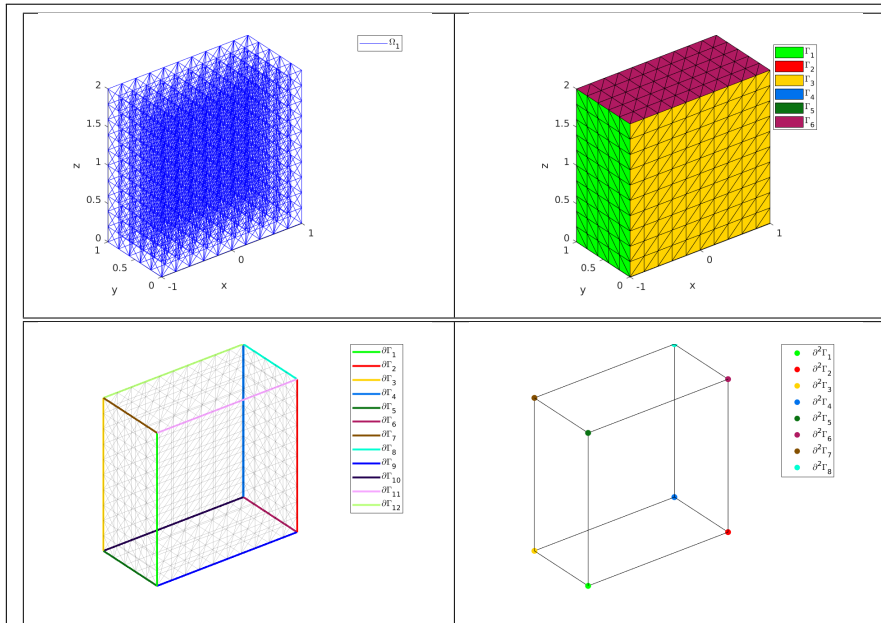 Ω₁
2
1.5
z
1
0.5
0
1
0.5
y
0
-1
x
0
1
Γ₁
Γ₂
Γ₃
Γ₄
Γ₅
Γ₆
2
1.5
z
1
0.5
0
1
0.5
y
0
-1
x
0
1
∂Γ₁
∂Γ₂
∂Γ₃
∂Γ₄
∂Γ₅
∂Γ₆
∂Γ₇
∂Γ₈
∂Γ₉
∂Γ₁₀
∂Γ₁₁
∂Γ₁₂
∂²Γ₁
∂²Γ₂
∂²Γ₃
∂²Γ₄
∂²Γ₅
∂²Γ₆
∂²Γ₇
∂²Γ₈